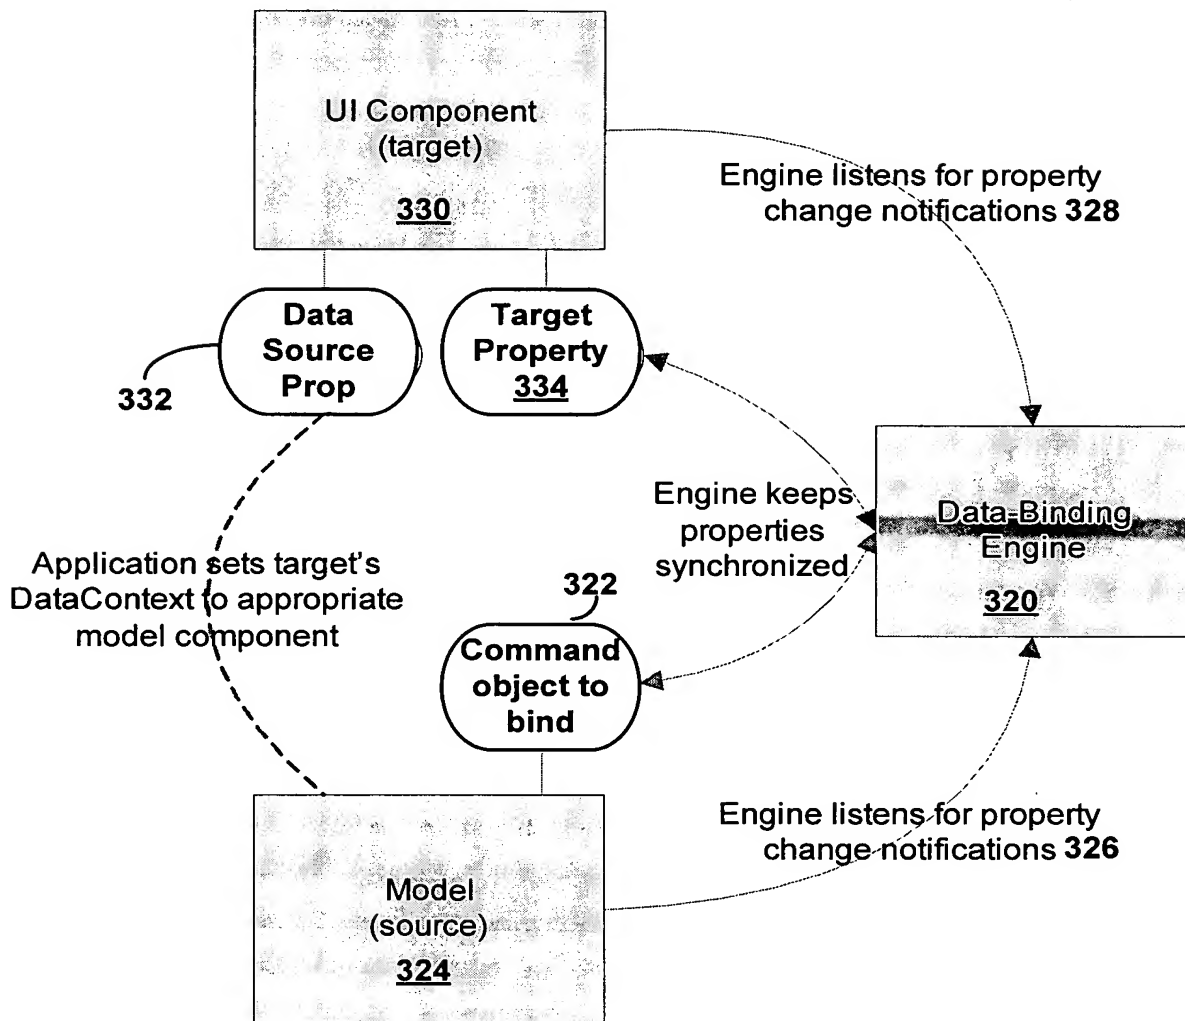 UI Component
(target)
330
Engine listens for property
change notifications 328
Data
Source
Prop
332
Target
Property
334
Engine keeps
properties
synchronized
Data-Binding
Engine
320
Application sets target's
DataContext to appropriate
model component
322
Command
object to
bind
Engine listens for property
change notifications 326
Model
(source)
324